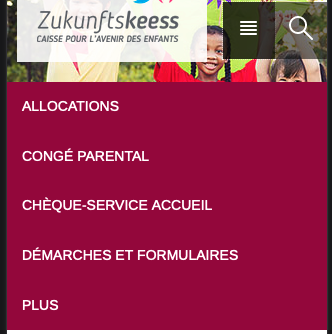 Zukunftskeess
CAISSE POUR L'AVENIR DES ENFANTS
ALLOCATIONS
CONGÉ PARENTAL
CHÈQUE-SERVICE ACCUEIL
DÉMARCHES ET FORMULAIRES
PLUS